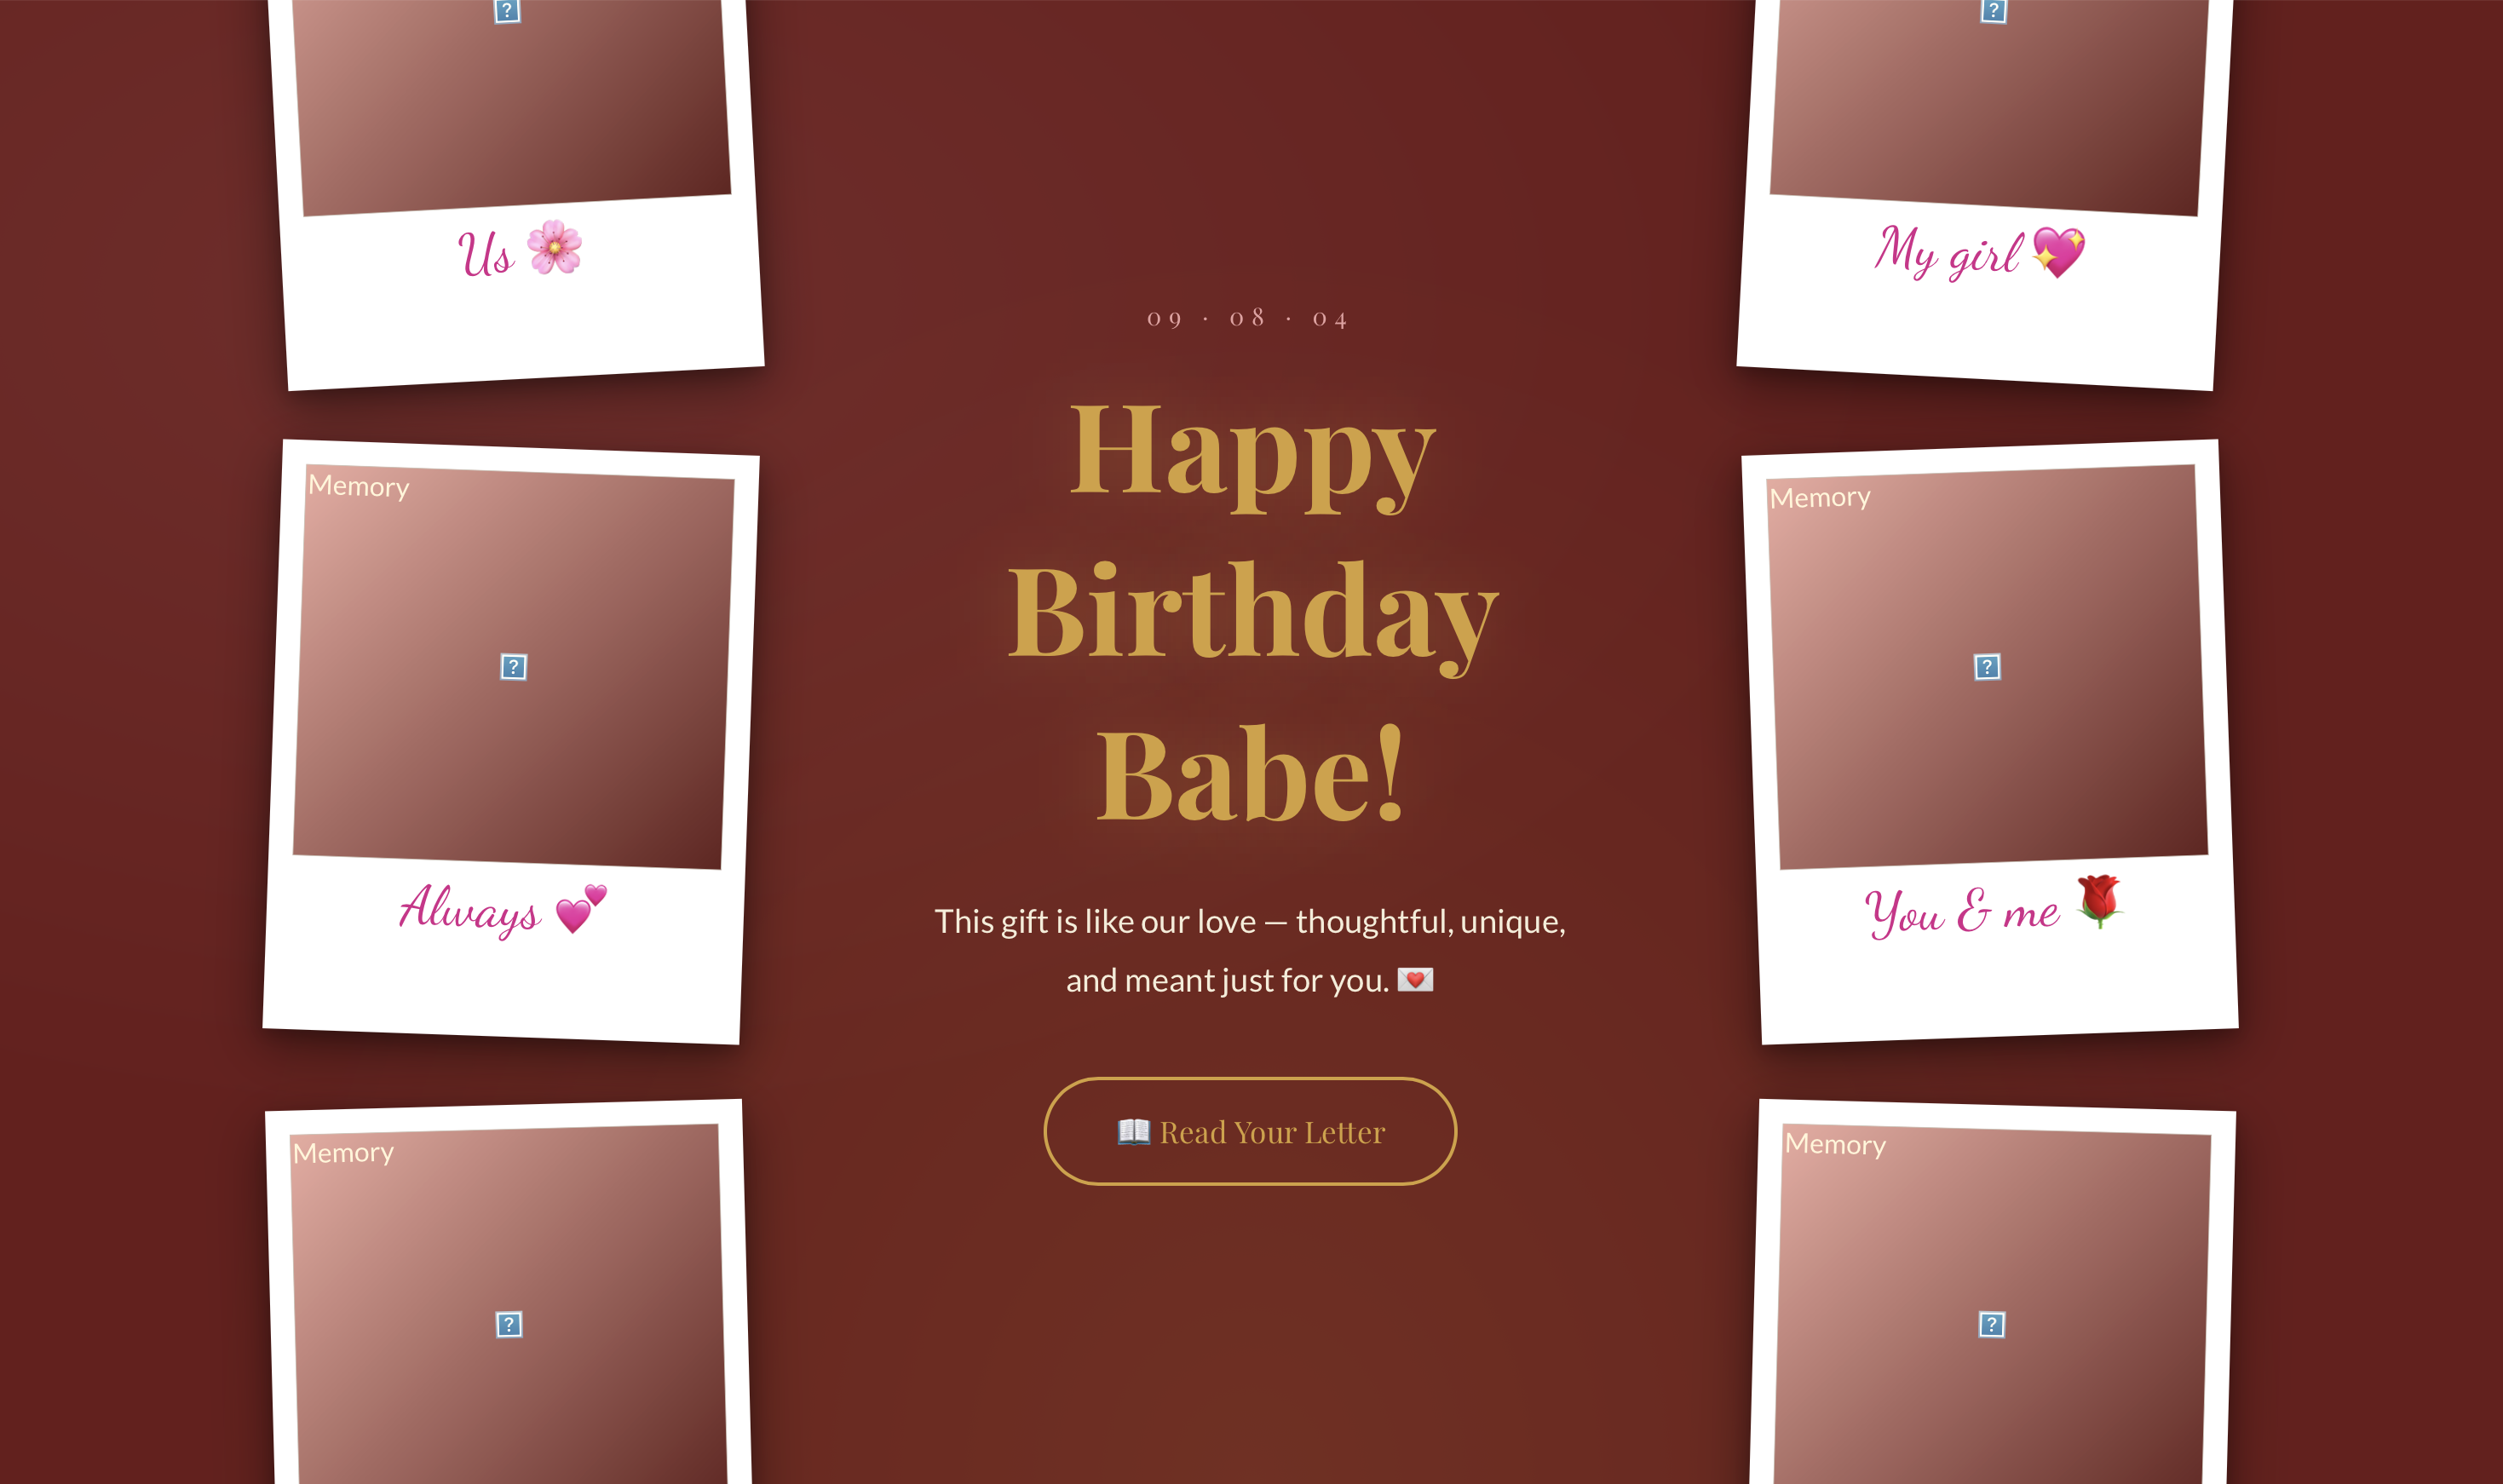 Us 🌸
My girl 💖
09 · 08 · 04
Happy
Birthday
Babe!
Memory
Always 💕
Memory
You & me 🌹
This gift is like our love — thoughtful, unique,
and meant just for you. 💌
📖 Read Your Letter
Memory
Memory